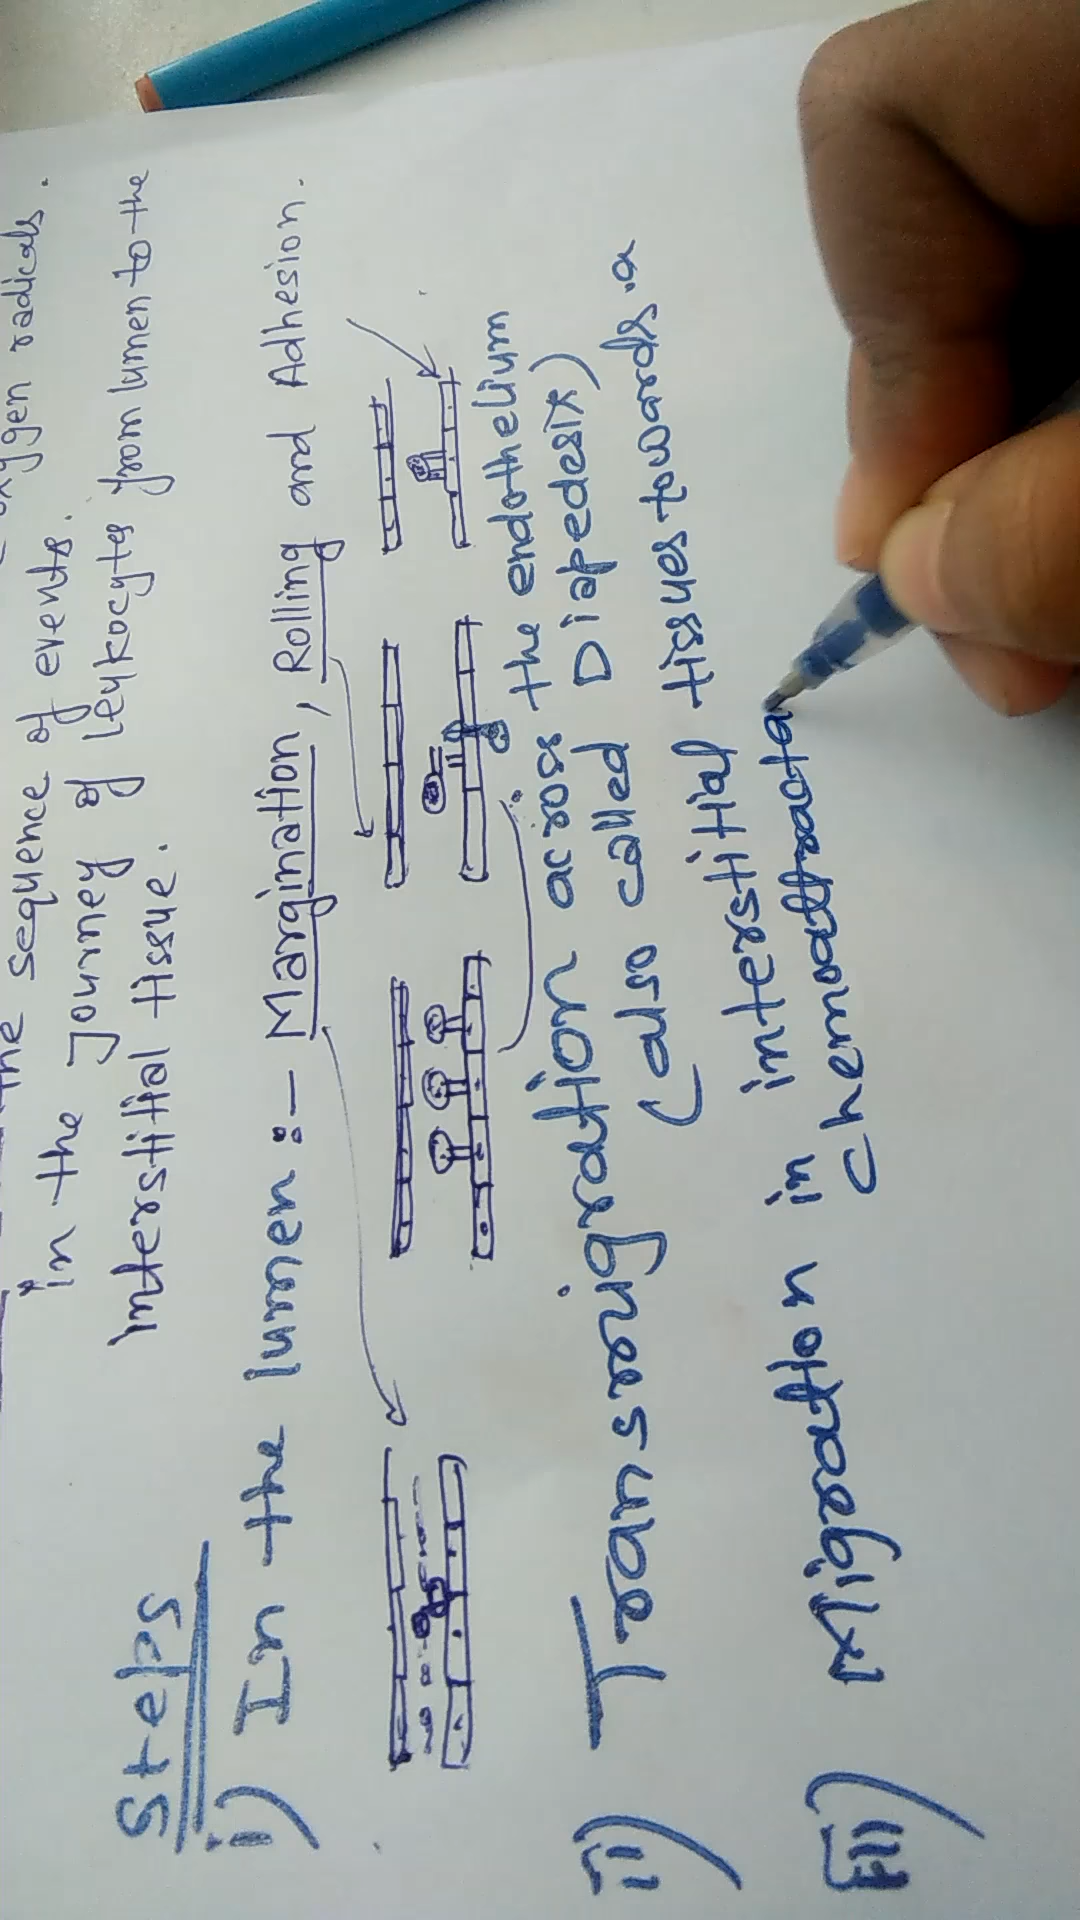 the sequence of events.
oxygen radicals.
in the journey of leukocytes from lumen to the
interstitial tissue.
Steps
i) In the lumen :- Margination, Rolling and Adhesion.
ii) Transmigration across the endothelium
(also called Diapedesis)
iii) Migration in interstitial tissues towards a
chemoattracta